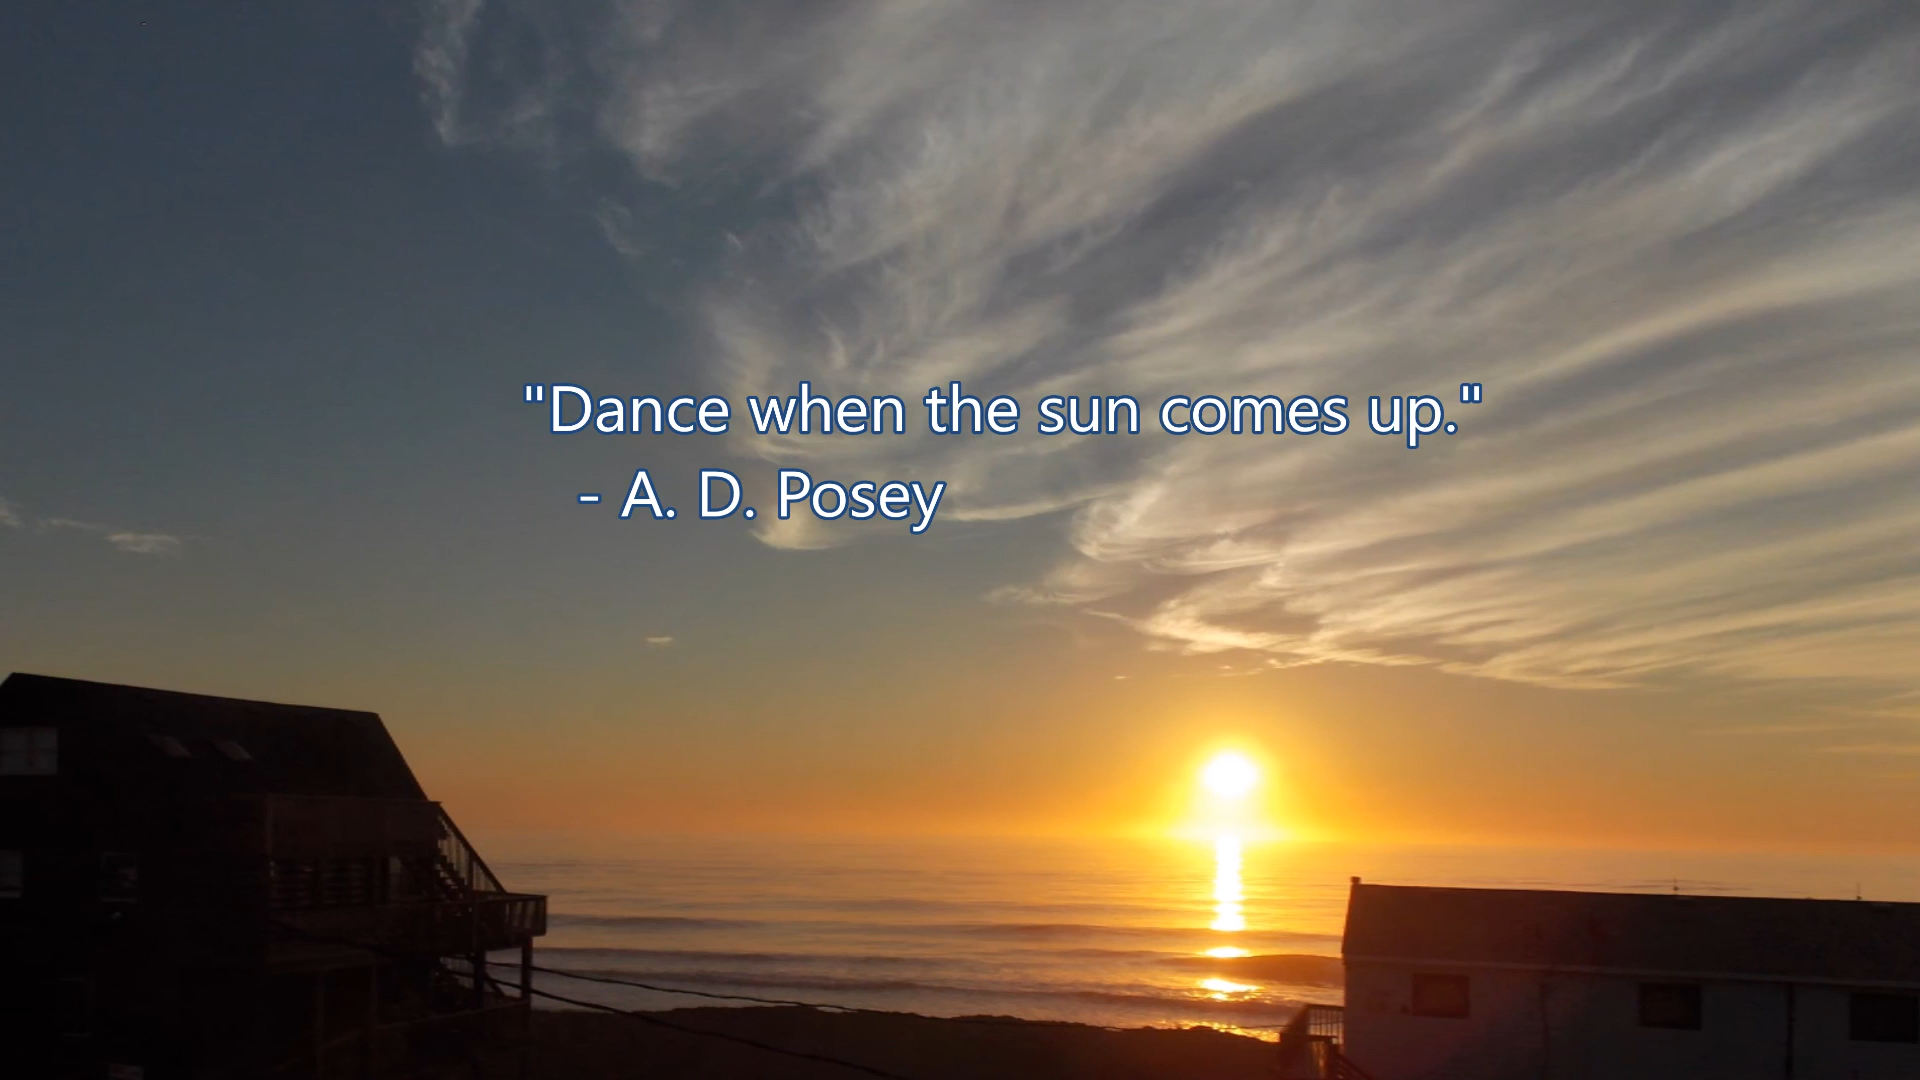 "Dance when the sun comes up."
- A. D. Posey